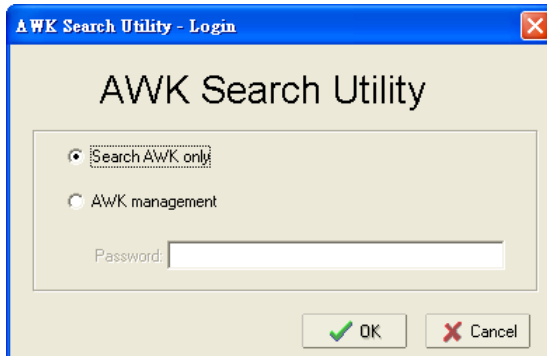 AWK Search Utility - Login
AWK Search Utility
Search AWK only
AWK management
Password:
OK
Cancel